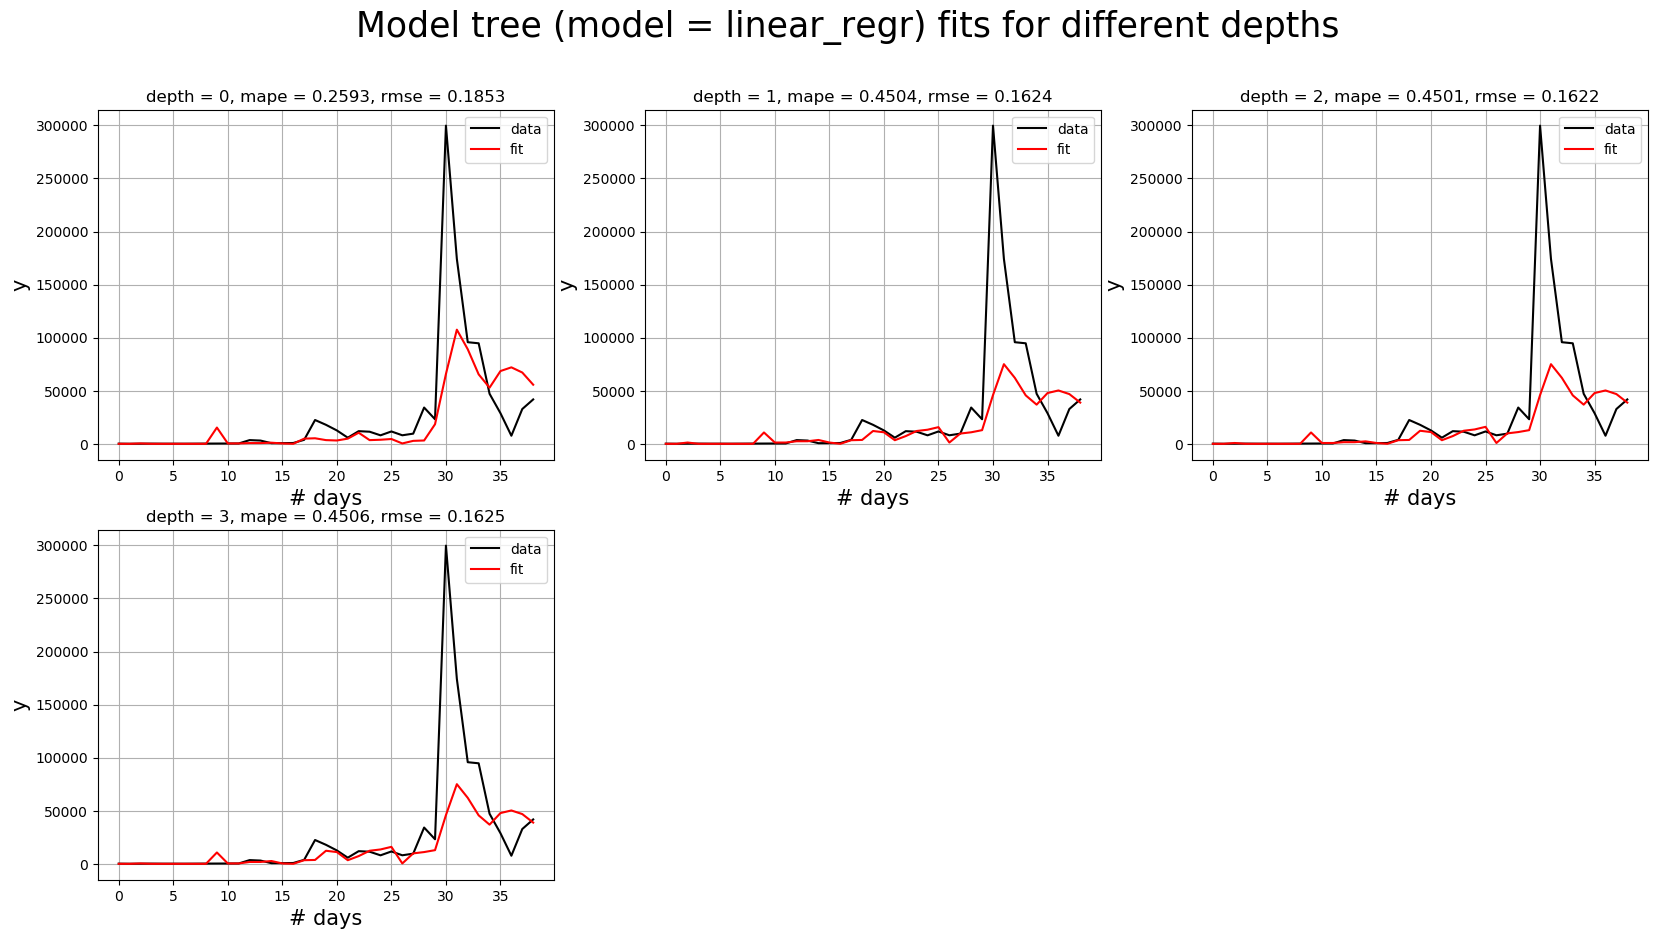 Model tree (model = linear_regr) fits for different depths
depth = 0, mape = 0.2593, rmse = 0.1853
300000
250000
200000
150000
100000
50000
0
y
data
fit
0 5 10 15 20 25 30 35
# days
depth = 1, mape = 0.4504, rmse = 0.1624
300000
250000
200000
150000
100000
50000
0
y
data
fit
0 5 10 15 20 25 30 35
# days
depth = 2, mape = 0.4501, rmse = 0.1622
300000
250000
200000
150000
100000
50000
0
y
data
fit
0 5 10 15 20 25 30 35
# days
depth = 3, mape = 0.4506, rmse = 0.1625
300000
250000
200000
150000
100000
50000
0
y
data
fit
0 5 10 15 20 25 30 35
# days